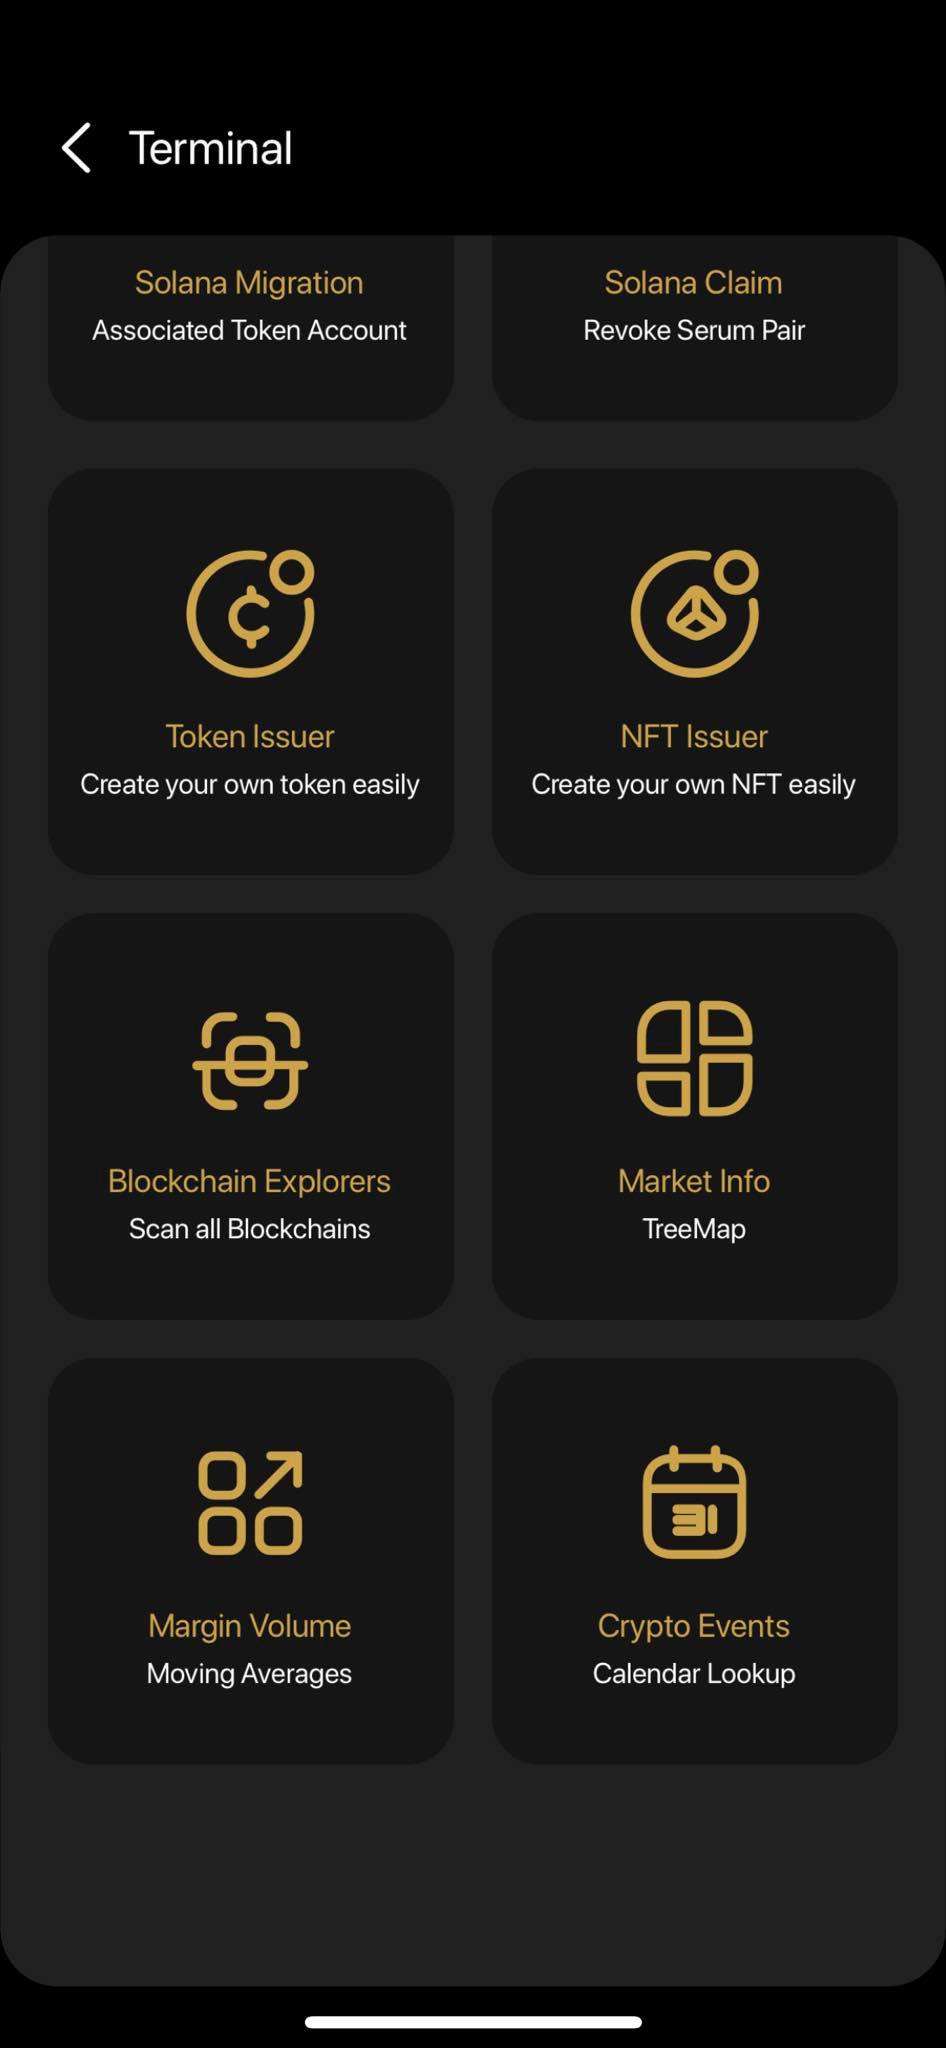 Terminal
Solana Migration
Associated Token Account
Solana Claim
Revoke Serum Pair
Token Issuer
Create your own token easily
NFT Issuer
Create your own NFT easily
Blockchain Explorers
Scan all Blockchains
Market Info
TreeMap
Margin Volume
Moving Averages
31
Crypto Events
Calendar Lookup